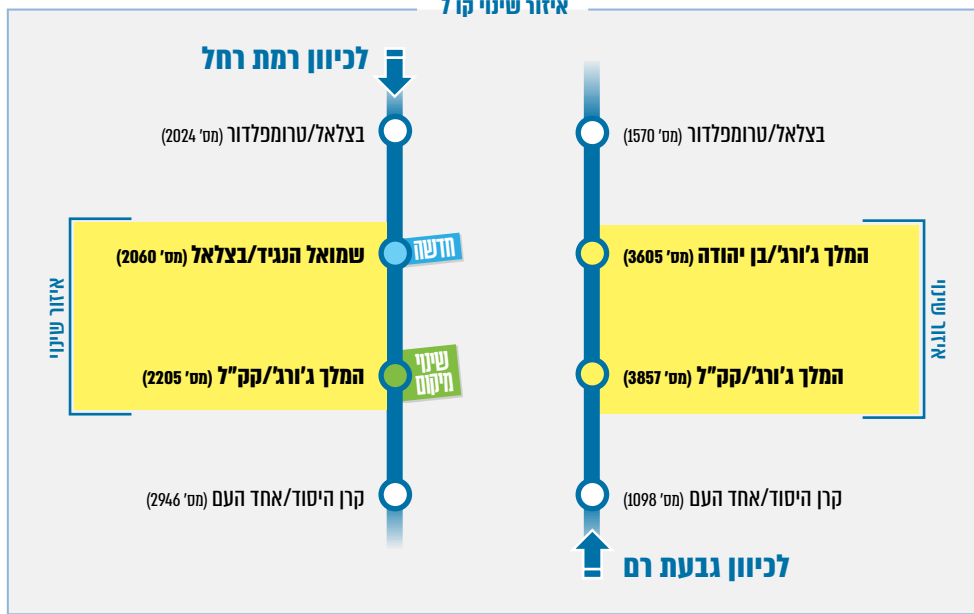 איזור שינוי קו 7
לכיוון רמת רחל
בצלאל/טרומפלדור (מס' 1570)
המלך ג'ורג'/בן יהודה (מס' 3605)
המלך ג'ורג'/קק"ל (מס' 3857)
קרן היסוד/אחד העם (מס' 1098)
לכיוון גבעת רם
איזור שינוי
בצלאל/טרומפלדור (מס' 2024)
חדשה
שמואל הנגיד/בצלאל (מס' 2060)
שינוי
מיקום
המלך ג'ורג'/קק"ל (מס' 2205)
קרן היסוד/אחד העם (מס' 2946)
איזור שינוי